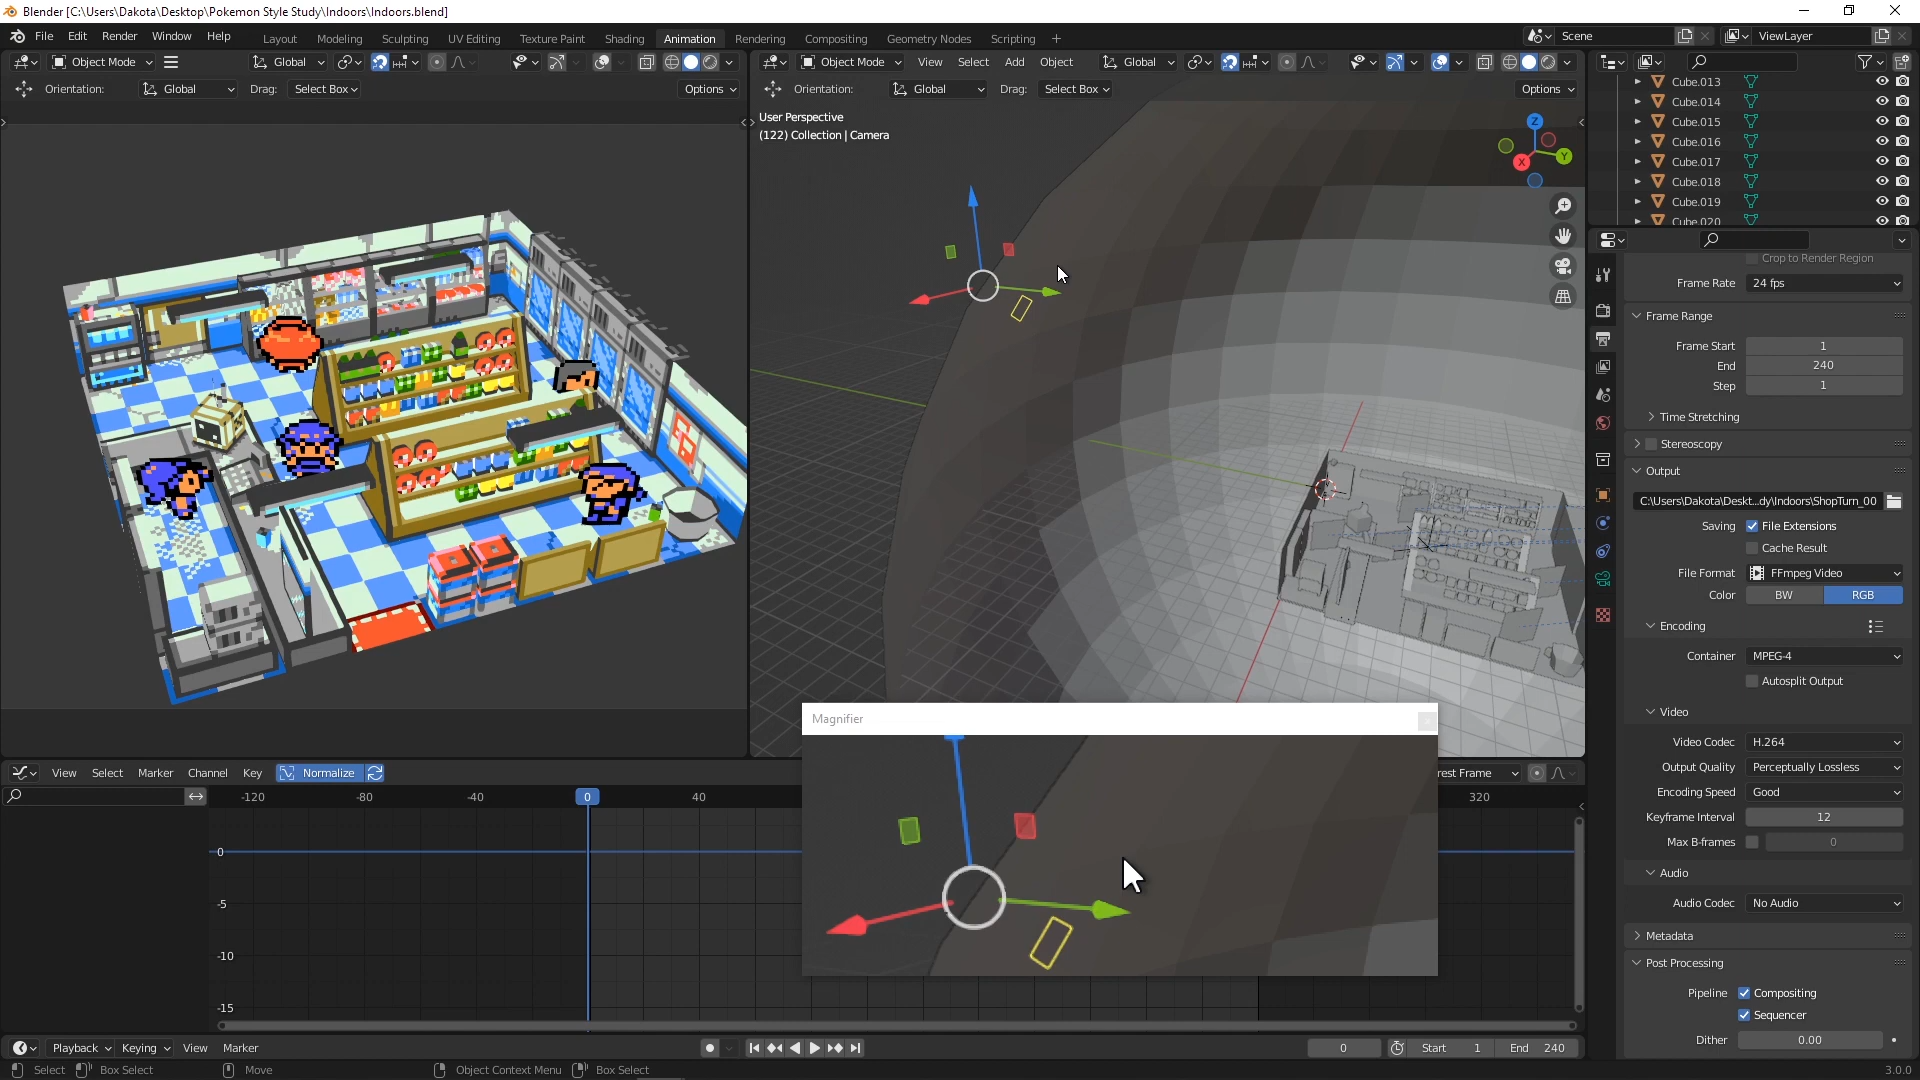 Blender [C:\Users\Dakota\Desktop\Pokemon Style Study\Indoors\Indoors.blend]
File Edit Render Window Help
Layout Modeling Sculpting UV Editing Texture Paint Shading Animation Rendering Compositing Geometry Nodes Scripting +
Scene
ViewLayer
Object Mode
Global
Object Mode View Select Add Object
Global
Orientation: Global Drag: Select Box Options
Orientation: Global Drag: Select Box Options
User Perspective
(122) Collection | Camera
Z
Y
X
Cube.013
Cube.014
Cube.015
Cube.016
Cube.017
Cube.018
Cube.019
Cube.020
Crop to Render Region
Frame Rate 24 fps
Frame Range
Frame Start 1
End 240
Step 1
Time Stretching
Stereoscopy
Output
C:\Users\Dakota\Deskt...dy\Indoors\ShopTurn_00
Saving File Extensions
Cache Result
File Format FFmpeg Video
Color BW RGB
Encoding
Container MPEG-4
Autosplit Output
Video
Video Codec H.264
Output Quality Perceptually Lossless
Encoding Speed Good
Keyframe Interval 12
Max B-frames 0
Audio
Audio Codec No Audio
Metadata
Post Processing
Pipeline Compositing
Sequencer
Dither 0.00
Magnifier
View Select Marker Channel Key Normalize
rest Frame
-120 -80 -40 0 40 320
0
-5
-10
-15
Playback Keying View Marker
0 Start 1 End 240
Select Box Select Move Object Context Menu Box Select
3.0.0